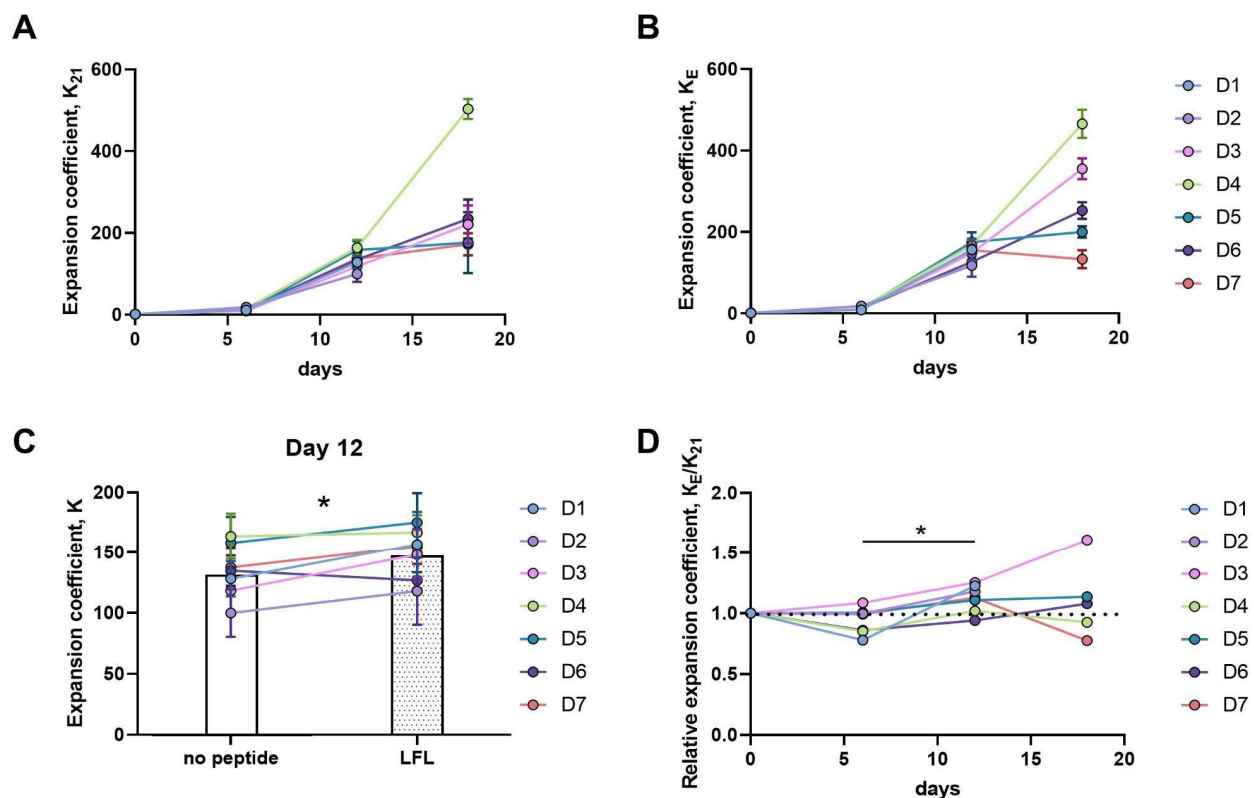 A
Expansion coefficient, K21
600
400
200
0
0 5 10 15 20
days
B
Expansion coefficient, KE
600
400
200
0
0 5 10 15 20
days
D1
D2
D3
D4
D5
D6
D7
C
Day 12
Expansion coefficient, K
200
150
100
50
0
*
no peptide LFL
D1
D2
D3
D4
D5
D6
D7
D
Relative expansion coefficient, KE/K21
2.0
1.5
1.0
0.5
0.0
*
0 5 10 15 20
days
D1
D2
D3
D4
D5
D6
D7